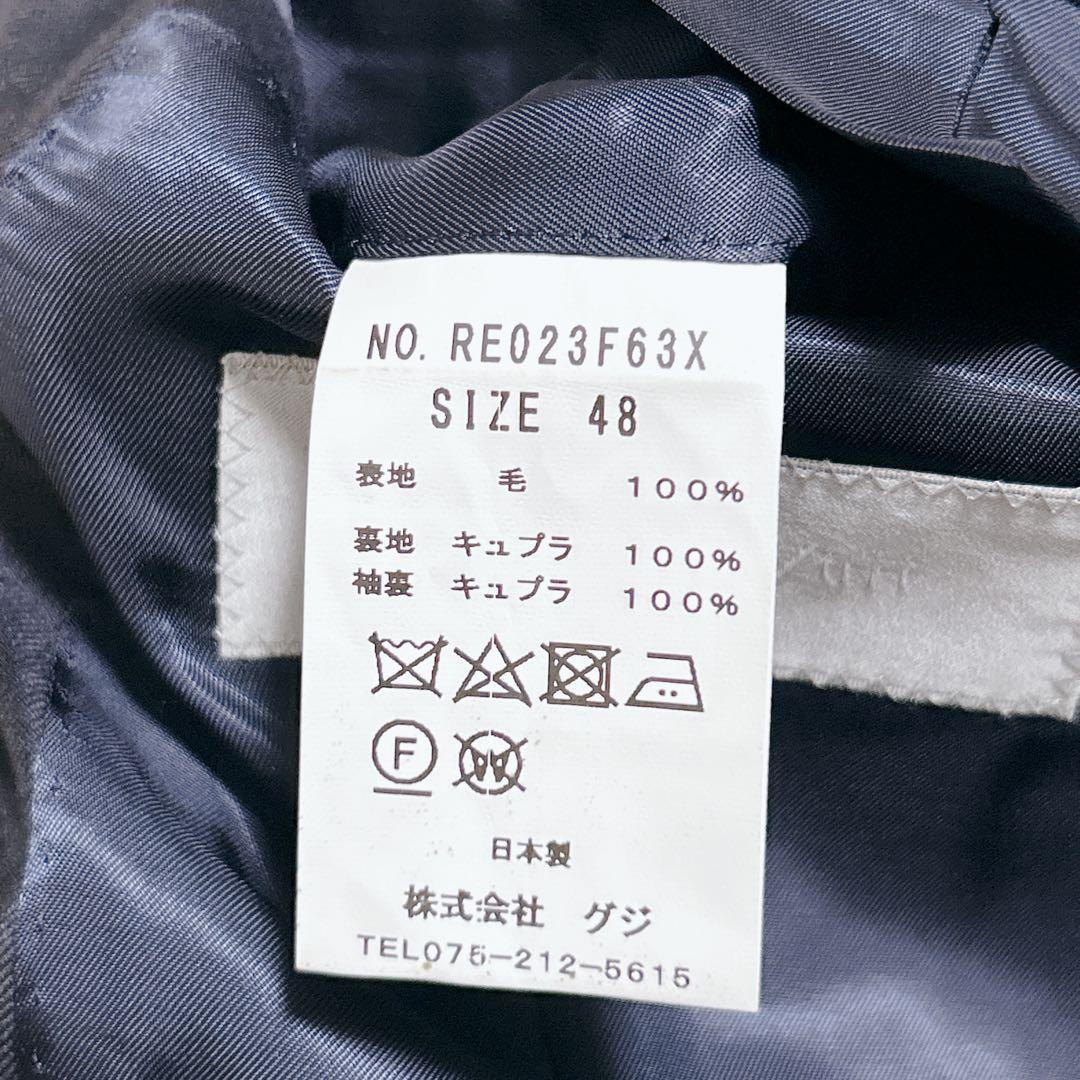 NO. RE023F63X
SIZE 48
表地 毛 100%
裏地 キュプラ 100%
袖裏 キュプラ 100%
F
W
日本製
株式会社 グジ
TEL075-212-5615